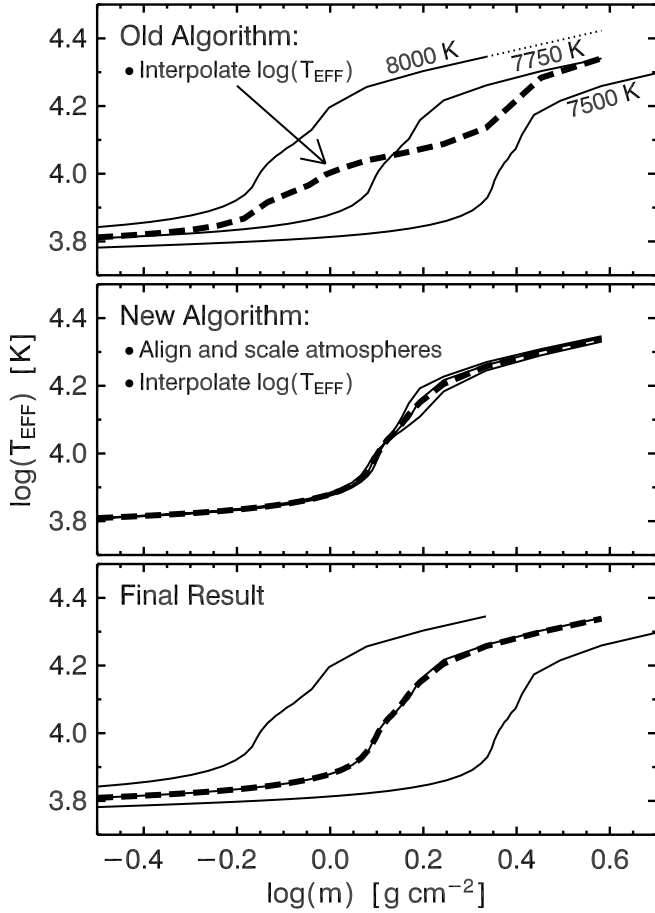 4.4
4.2
4.0
3.8
Old Algorithm:
• Interpolate log(T_EFF)
8000 K
7750 K
7500 K
log(T_EFF) [K]
4.4
4.2
4.0
3.8
New Algorithm:
• Align and scale atmospheres
• Interpolate log(T_EFF)
4.4
4.2
4.0
3.8
Final Result
−0.4 −0.2 0.0 0.2 0.4 0.6
log(m) [g cm⁻²]